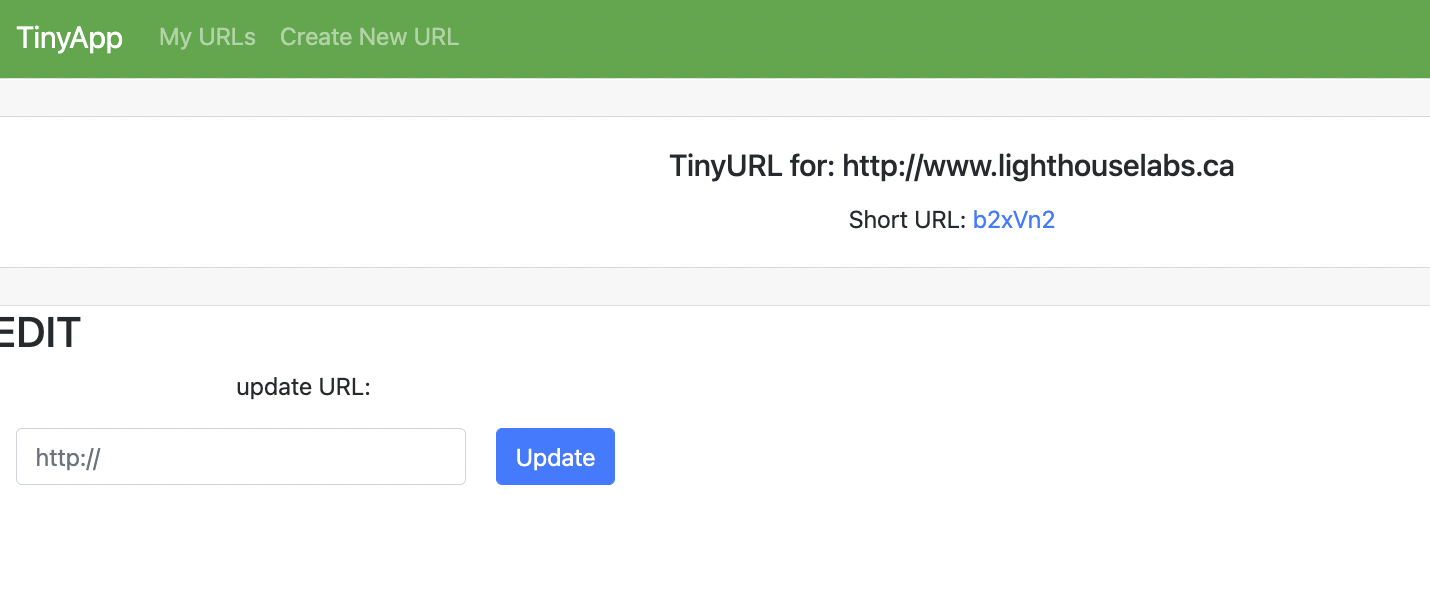 TinyApp My URLs Create New URL
TinyURL for: http://www.lighthouselabs.ca
Short URL: b2xVn2
EDIT
update URL:
http:// Update